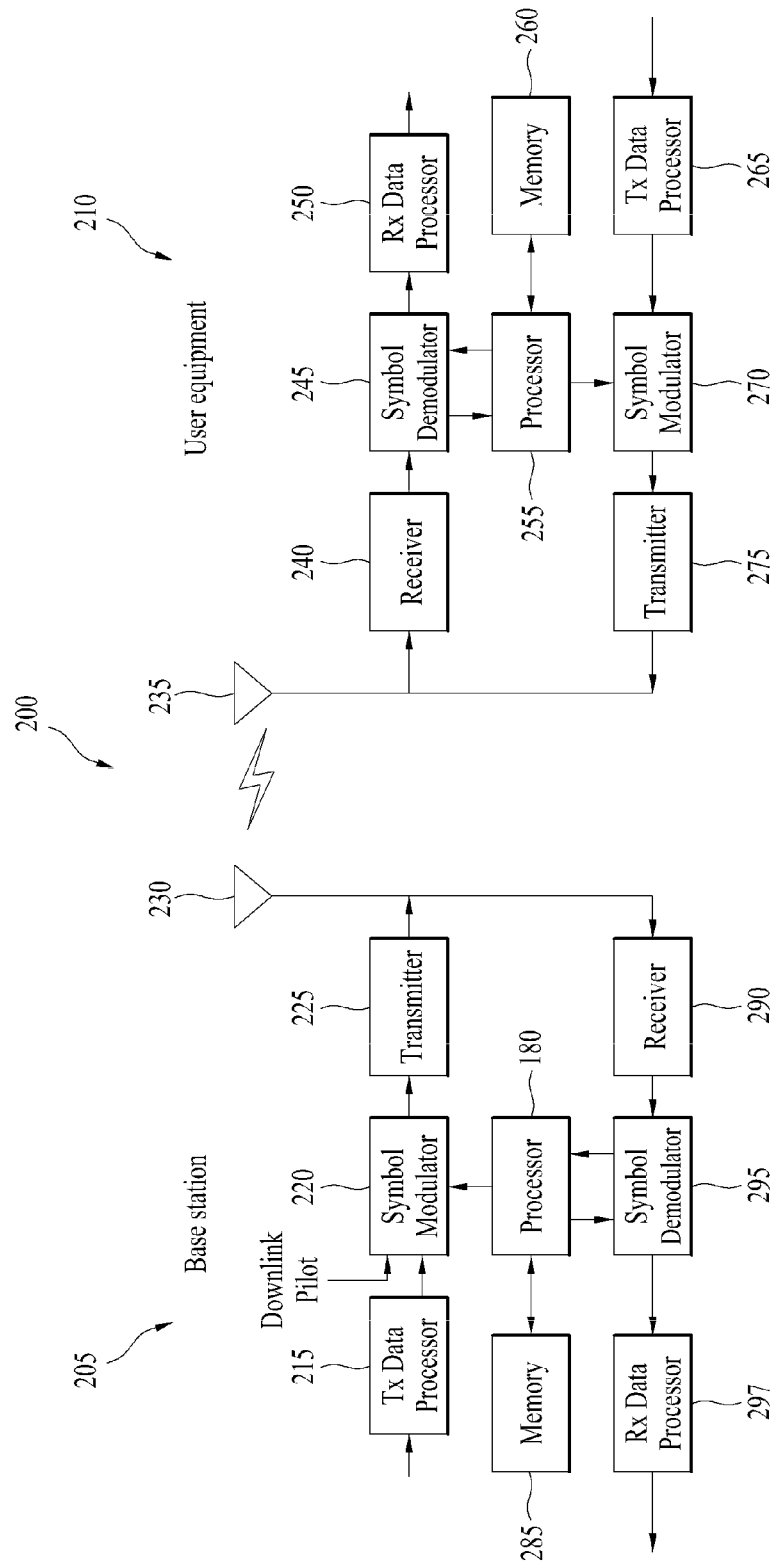 200
205
Base station
210
User equipment
230
235
Downlink
Pilot
215
Tx Data
Processor
220
Symbol
Modulator
225
Transmitter
240
Receiver
245
Symbol
Demodulator
250
Rx Data
Processor
285
Memory
180
Processor
255
Processor
260
Memory
297
Rx Data
Processor
295
Symbol
Demodulator
290
Receiver
275
Transmitter
270
Symbol
Modulator
265
Tx Data
Processor